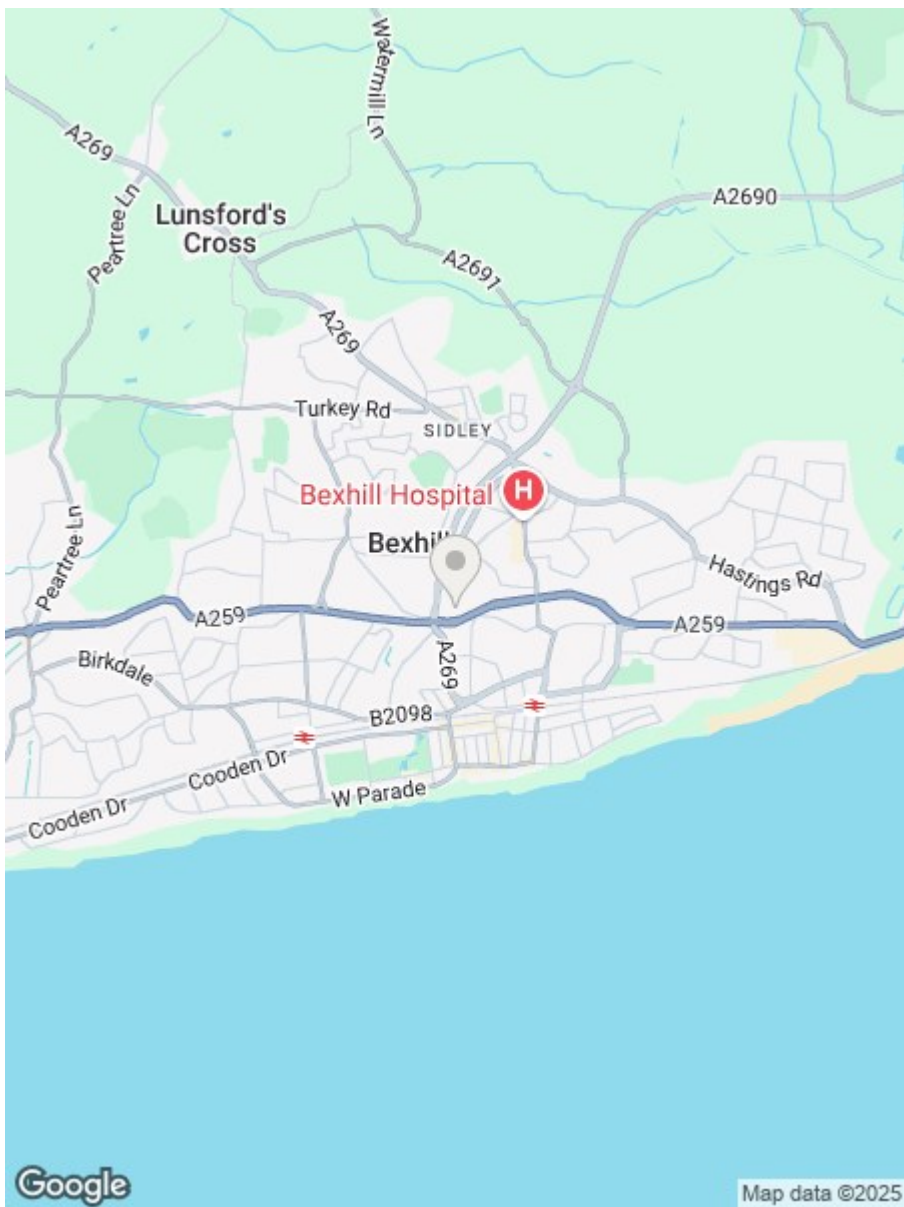 Watermill Ln
A269
Peartree Ln
Lunsford's
Cross
A2690
A2691
A269
Turkey Rd
SIDLEY
Bexhill Hospital
H
Bexhill
Peartree Ln
Hastings Rd
A259
A259
Birkdale
A269
B2098
Cooden Dr
W Parade
Cooden Dr
Google
Map data ©2025